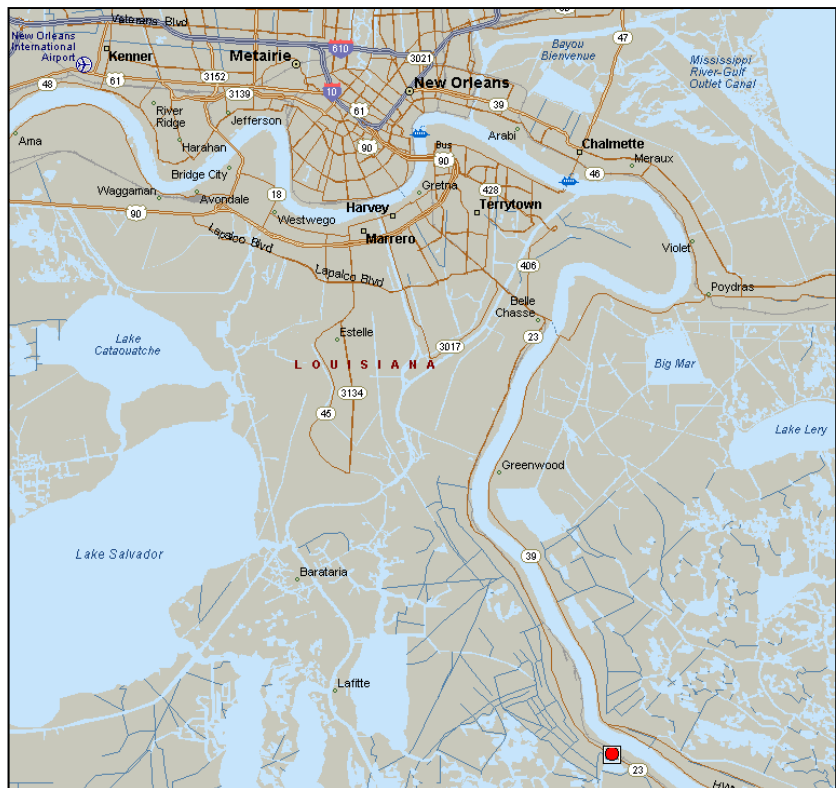 Veterans Blvd
New Orleans
International
Airport
Kenner
Metairie
610
3021
47
Bayou
Bienvenue
Mississippi
River-Gulf
Outlet Canal
48
61
3152
3139
10
New Orleans
39
River
Ridge
Jefferson
61
Arabi
Ama
Harahan
90
Bus
90
Chalmette
Meraux
Bridge City
46
Waggaman
Avondale
18
Gretna
428
90
Westwego
Harvey
Terrytown
Marrero
Lapalco Blvd
Violet
Lapalco Blvd
406
Poydras
Belle
Chasse
Lake
Cataouatche
Estelle
3017
23
LOUISIANA
Big Mar
3134
45
Lake Lery
Greenwood
Lake Salvador
39
Barataria
Lafitte
23